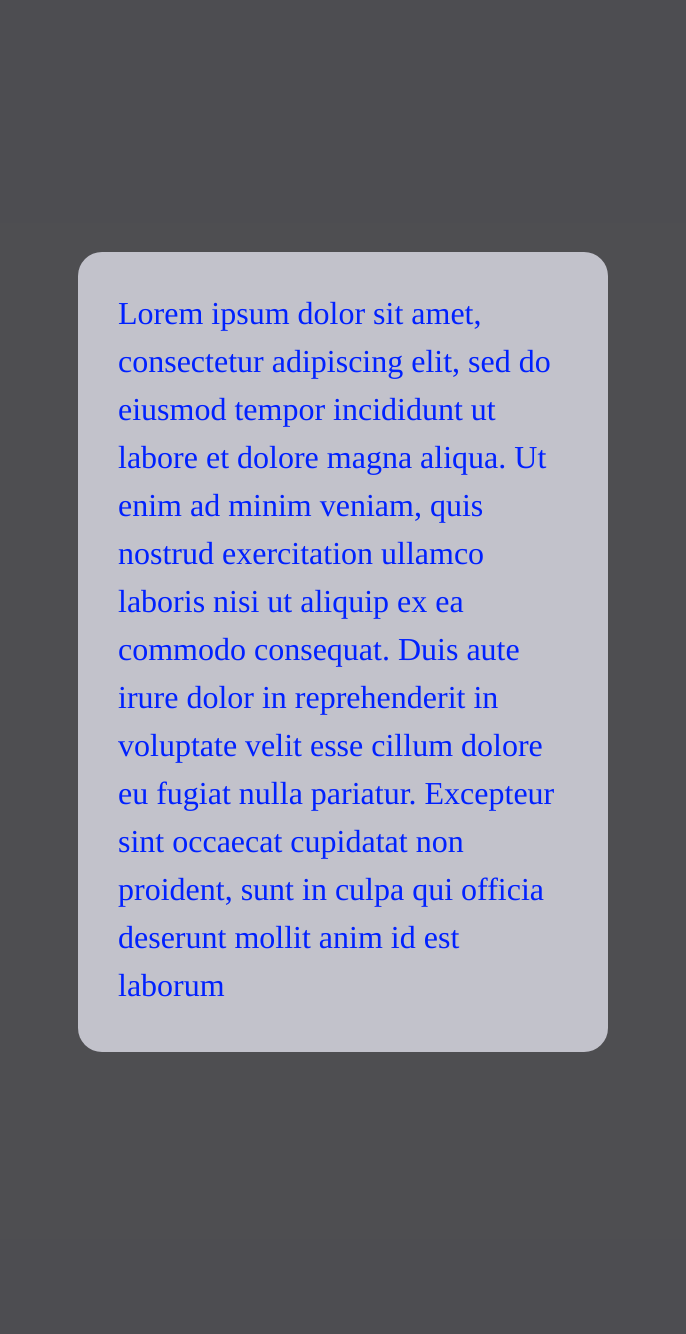 Lorem ipsum dolor sit amet,
consectetur adipiscing elit, sed do
eiusmod tempor incididunt ut
labore et dolore magna aliqua. Ut
enim ad minim veniam, quis
nostrud exercitation ullamco
laboris nisi ut aliquip ex ea
commodo consequat. Duis aute
irure dolor in reprehenderit in
voluptate velit esse cillum dolore
eu fugiat nulla pariatur. Excepteur
sint occaecat cupidatat non
proident, sunt in culpa qui officia
deserunt mollit anim id est
laborum